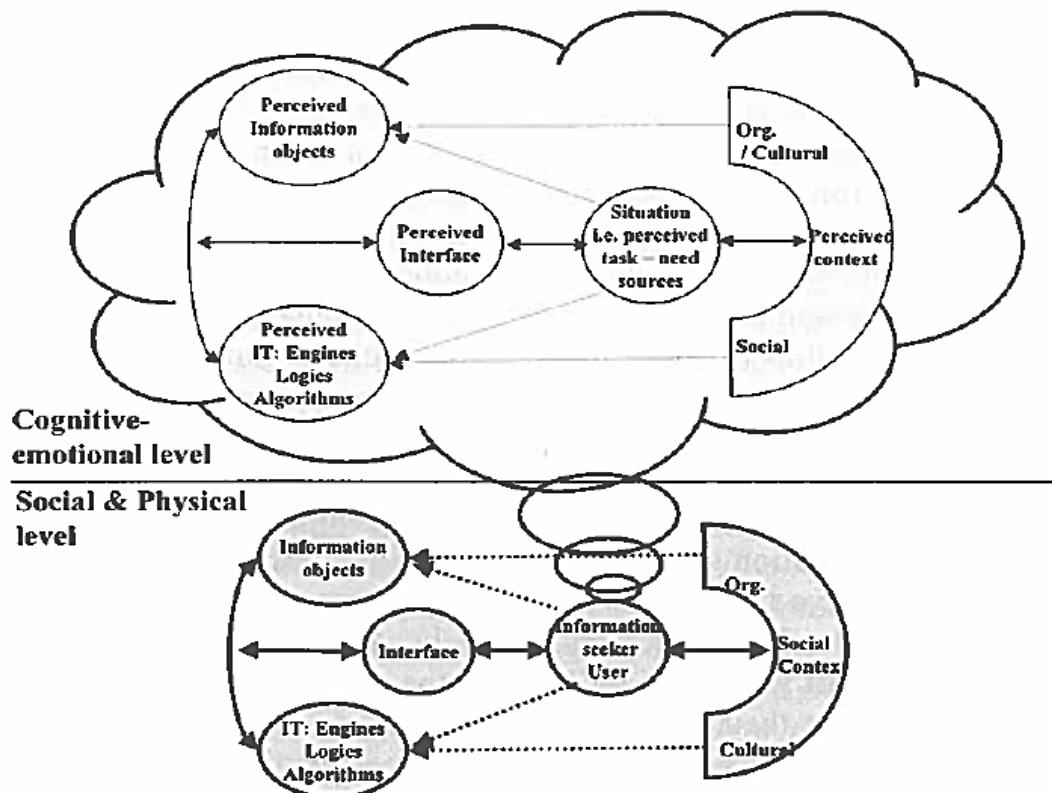 Perceived
Information
objects
Org.
/ Cultural
Perceived
Interface
Situation
i.e. perceived
task – need
sources
Perceived
context
Perceived
IT: Engines
Logics
Algorithms
Social
Cognitive-
emotional level
Social & Physical
level
Information
objects
Org.
Interface
Information
seeker
User
Social
Contex
IT: Engines
Logics
Algorithms
Cultural